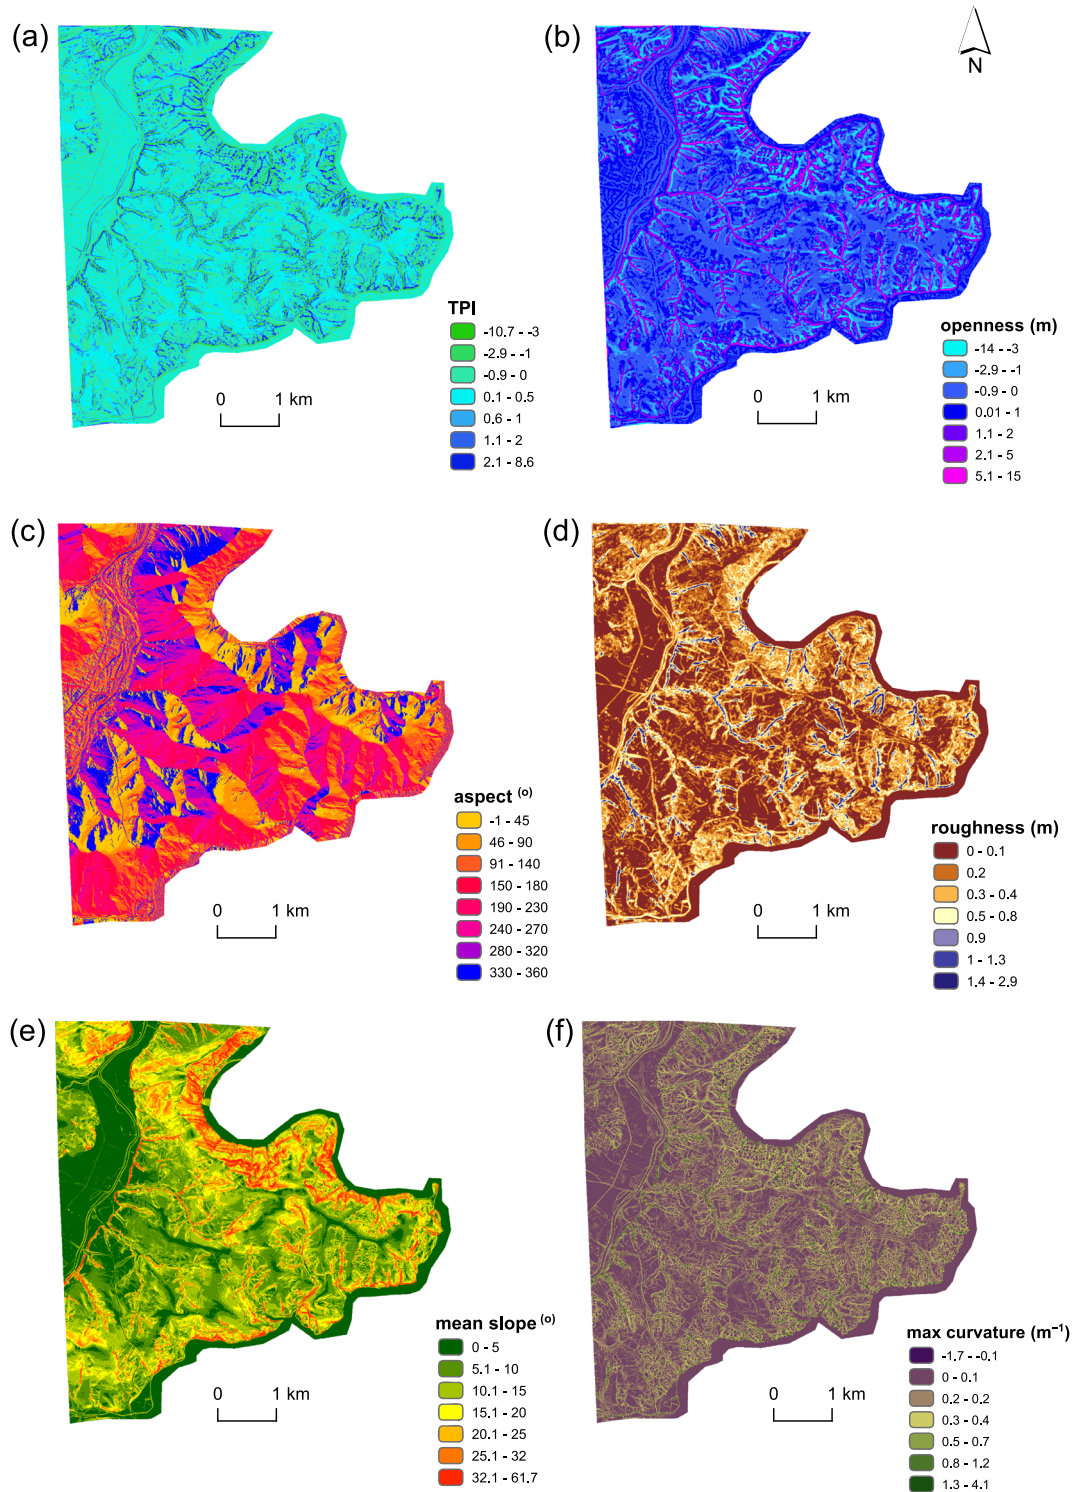 (a)
(b)
N
TPI
-10.7 - -3
-2.9 - -1
-0.9 - 0
0.1 - 0.5
0.6 - 1
1.1 - 2
2.1 - 8.6
0 1 km
openness (m)
-14 - -3
-2.9 - -1
-0.9 - 0
0.01 - 1
1.1 - 2
2.1 - 5
5.1 - 15
0 1 km
(c)
(d)
aspect (o)
-1 - 45
46 - 90
91 - 140
150 - 180
190 - 230
240 - 270
280 - 320
330 - 360
0 1 km
roughness (m)
0 - 0.1
0.2
0.3 - 0.4
0.5 - 0.8
0.9
1 - 1.3
1.4 - 2.9
0 1 km
(e)
(f)
mean slope (o)
0 - 5
5.1 - 10
10.1 - 15
15.1 - 20
20.1 - 25
25.1 - 32
32.1 - 61.7
0 1 km
max curvature (m⁻¹)
-1.7 - -0.1
0 - 0.1
0.2 - 0.2
0.3 - 0.4
0.5 - 0.7
0.8 - 1.2
1.3 - 4.1
0 1 km